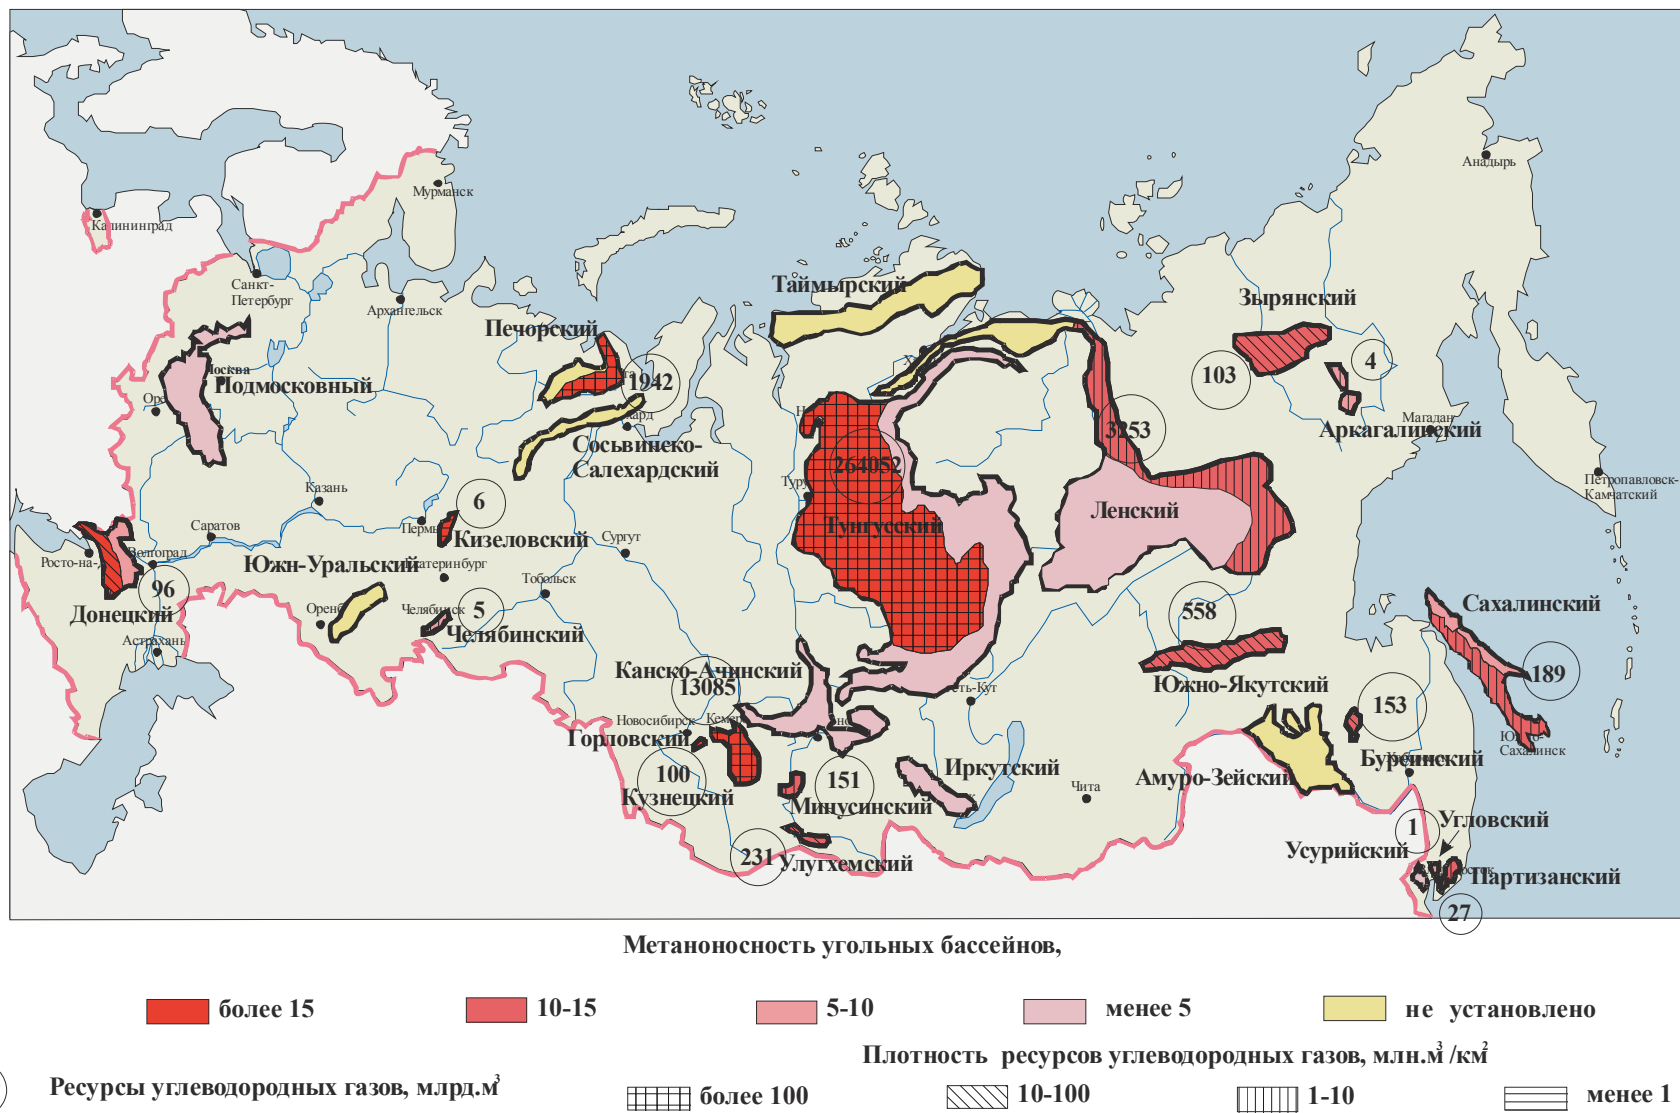 Анадырь
Мурманск
Калининград
Санкт-
Петербург
Архангельск
Таймырский
Зырянский
Печорский
103
4
1942
Москва
Подмосковный
Магадан
Аркагалинский
3253
264052
Сосьвинеко-
Салехардский
Петропавловск-
Камчатский
Казань
6
Пермь
Кизеловский
Саратов
Сургут
Тунгусский
Ленский
Волгоград
Росто-на-
Южн-Уральский
Екатеринбург
Тобольск
96
Донецкий
Челябинск
5
Челябинский
558
Сахалинский
Астрахань
189
Канско-Ачинский
13085
Южно-Якутский
153
Новосибирск
Горловский
Бурсинский
100
Кузнецкий
151
Минусинский
Иркутский
Чита
Амуро-Зейский
Сахалинск
1
Угловский
Усурийский
231
Улугхемский
Партизанский
27
Метаноносность угольных бассейнов,
более 15
10-15
5-10
менее 5
не установлено
Плотность ресурсов углеводородных газов, млн.м³/км²
Ресурсы углеводородных газов, млрд.м³
более 100
10-100
1-10
менее 1